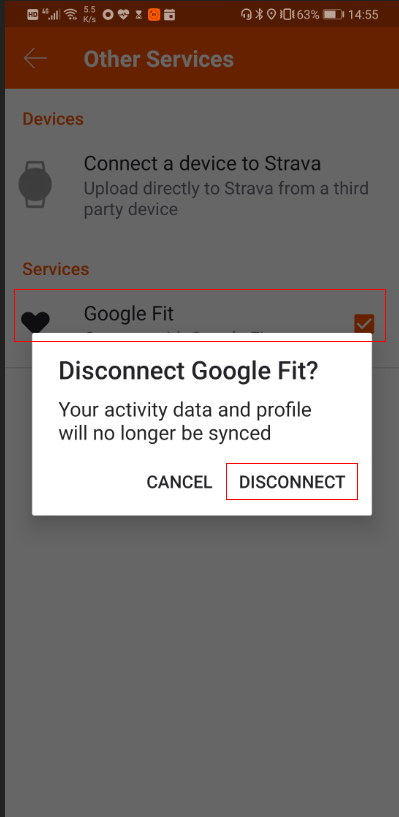 HD 4G 5.5 K/s 63% 14:55
Other Services
Devices
Connect a device to Strava
Upload directly to Strava from a third
party device
Services
Google Fit
Disconnect Google Fit?
Your activity data and profile
will no longer be synced
CANCEL DISCONNECT